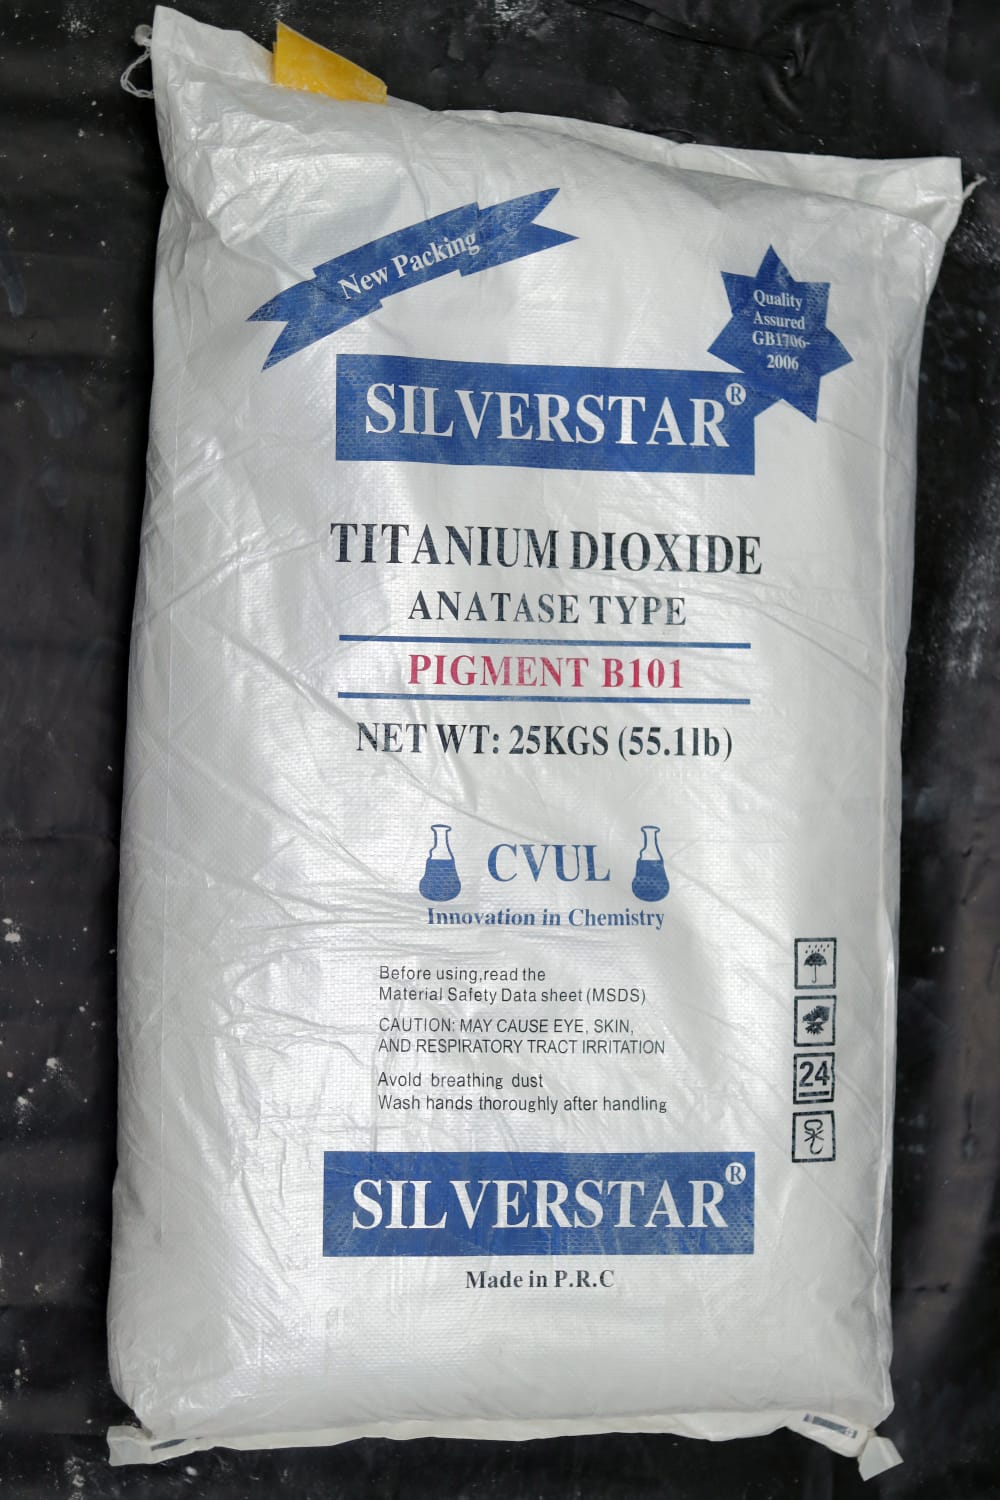 New Packing
Quality
Assured
GB1706-
2006
SILVERSTAR®
TITANIUM DIOXIDE
ANATASE TYPE
PIGMENT B101
NET WT: 25KGS (55.1lb)
CVUL
Innovation in Chemistry
Before using,read the
Material Safety Data sheet (MSDS)
CAUTION: MAY CAUSE EYE, SKIN,
AND RESPIRATORY TRACT IRRITATION
Avold breathing dust
Wash hands thoroughly after handling
24
SILVERSTAR®
Made in P.R.C